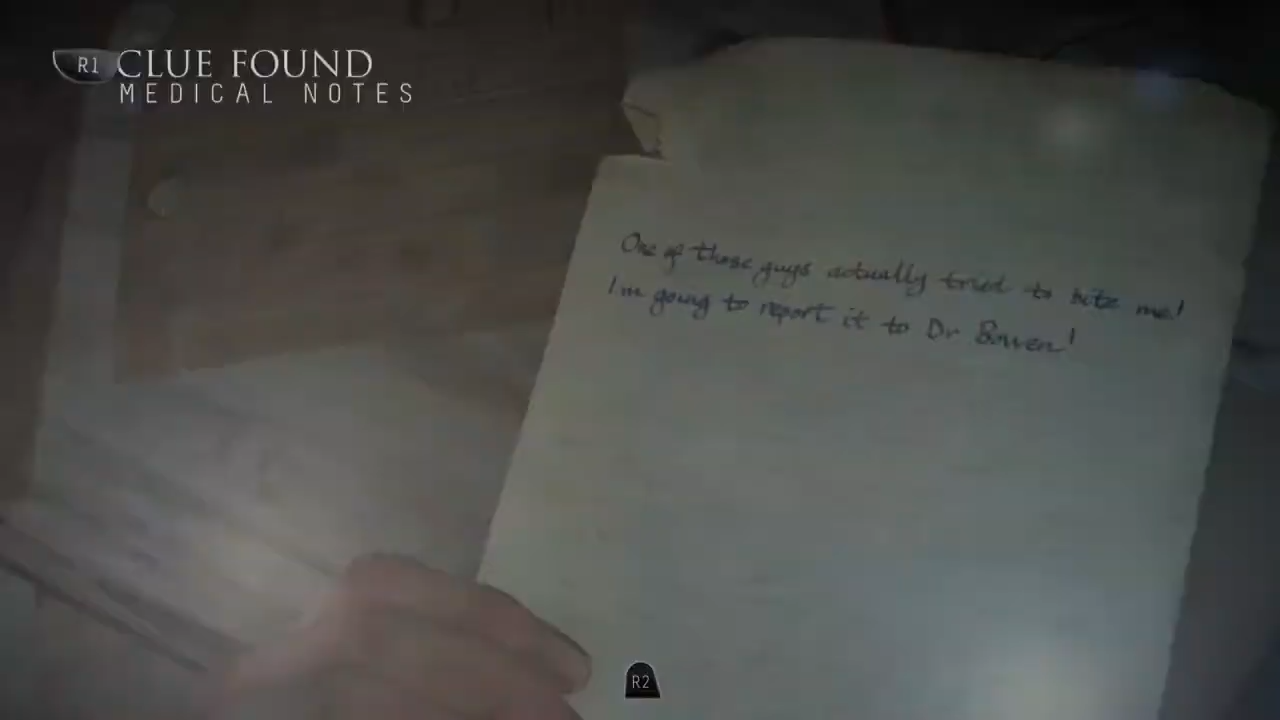 R1 CLUE FOUND
MEDICAL NOTES
One of those guys actually tried to bite me!
I'm going to report it to Dr Bowen!
R2